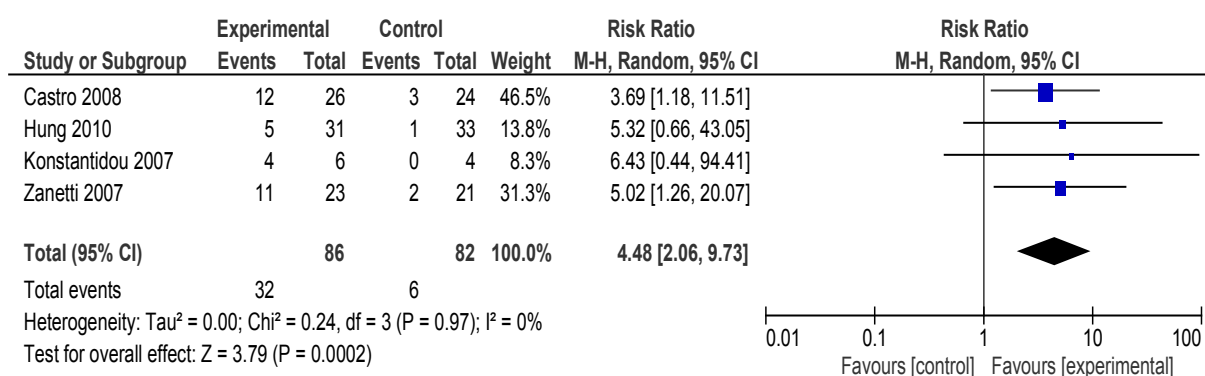 Experimental Control Risk Ratio Risk Ratio
Study or Subgroup Events Total Events Total Weight M-H, Random, 95% CI M-H, Random, 95% CI
Castro 2008 12 26 3 24 46.5% 3.69 [1.18, 11.51]
Hung 2010 5 31 1 33 13.8% 5.32 [0.66, 43.05]
Konstantidou 2007 4 6 0 4 8.3% 6.43 [0.44, 94.41]
Zanetti 2007 11 23 2 21 31.3% 5.02 [1.26, 20.07]
Total (95% CI) 86 82 100.0% 4.48 [2.06, 9.73]
Total events 32 6
Heterogeneity: Tau² = 0.00; Chi² = 0.24, df = 3 (P = 0.97); I² = 0%
Test for overall effect: Z = 3.79 (P = 0.0002)
0.01 0.1 1 10 100
Favours [control] Favours [experimental]